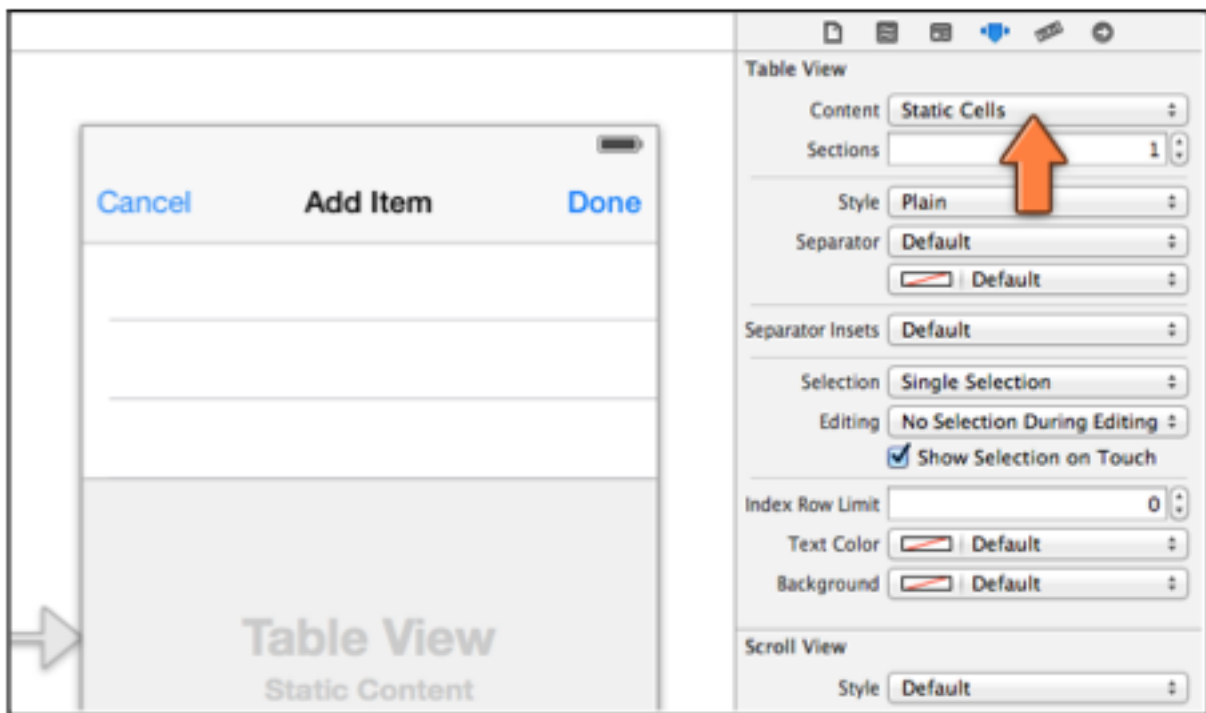 Cancel
Add Item
Done
Table View
Static Content
Table View
Content Static Cells
Sections 1
Style Plain
Separator Default
Default
Separator Insets Default
Selection Single Selection
Editing No Selection During Editing
Show Selection on Touch
Index Row Limit 0
Text Color Default
Background Default
Scroll View
Style Default